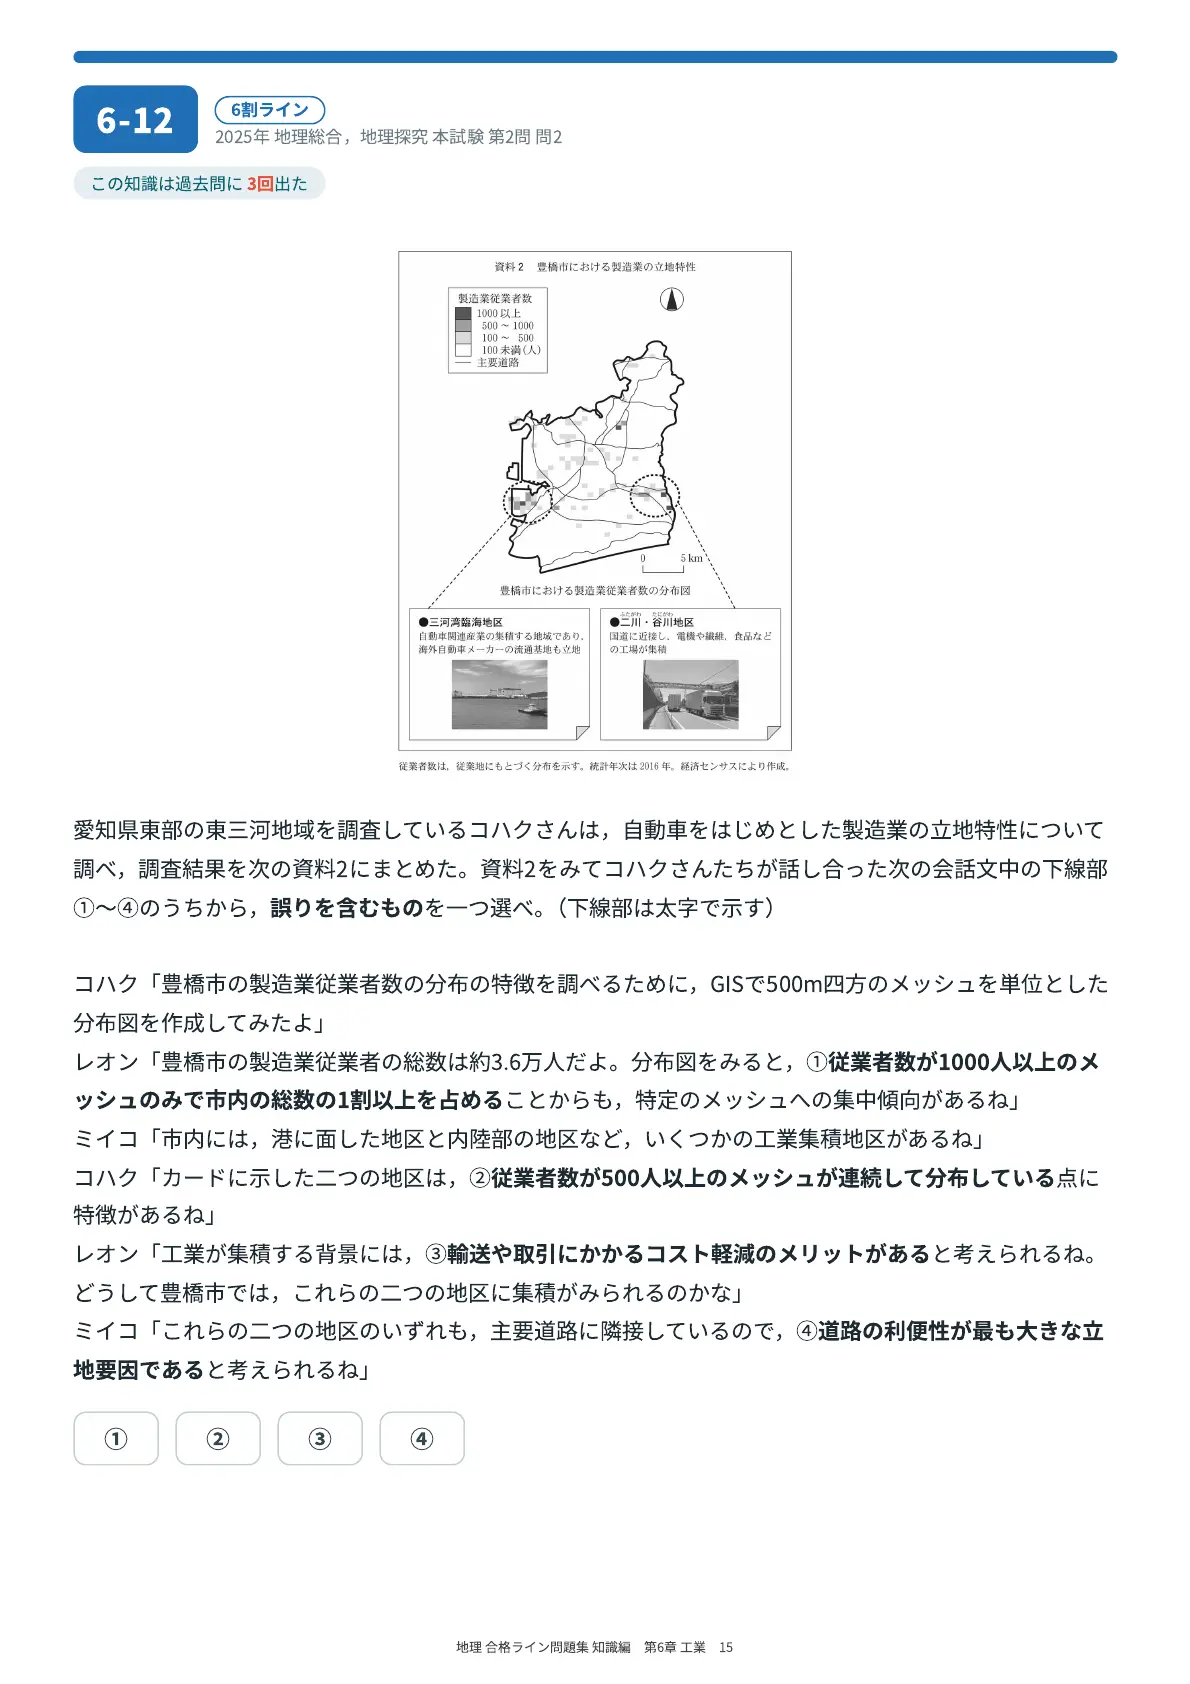 6-12
6割ライン
2025年 地理総合，地理探究 本試験 第2問 問2
この知識は過去問に 3回出た
資料2　豊橋市における製造業の立地特性
製造業従業者数
1000 以上
500 ～ 1000
100 ～ 500
100 未満(人)
主要道路
0　5 km
豊橋市における製造業従業者数の分布図
●三河湾臨海地区
自動車関連産業の集積する地域であり，
海外自動車メーカーの流通基地も立地
ふたがわ　たにがわ
●二川・谷川地区
国道に近接し，電機や繊維，食品など
の工場が集積
従業者数は，従業地にもとづく分布を示す。統計年次は 2016 年。経済センサスにより作成。
愛知県東部の東三河地域を調査しているコハクさんは，自動車をはじめとした製造業の立地特性について
調べ，調査結果を次の資料2にまとめた。資料2をみてコハクさんたちが話し合った次の会話文中の下線部
①～④のうちから，誤りを含むものを一つ選べ。（下線部は太字で示す）
コハク「豊橋市の製造業従業者数の分布の特徴を調べるために，GISで500m四方のメッシュを単位とした
分布図を作成してみたよ」
レオン「豊橋市の製造業従業者の総数は約3.6万人だよ。分布図をみると，①従業者数が1000人以上のメ
ッシュのみで市内の総数の1割以上を占めることからも，特定のメッシュへの集中傾向があるね」
ミイコ「市内には，港に面した地区と内陸部の地区など，いくつかの工業集積地区があるね」
コハク「カードに示した二つの地区は，②従業者数が500人以上のメッシュが連続して分布している点に
特徴があるね」
レオン「工業が集積する背景には，③輸送や取引にかかるコスト軽減のメリットがあると考えられるね。
どうして豊橋市では，これらの二つの地区に集積がみられるのかな」
ミイコ「これらの二つの地区のいずれも，主要道路に隣接しているので，④道路の利便性が最も大きな立
地要因であると考えられるね」
① ② ③ ④
地理 合格ライン問題集 知識編　第6章 工業　15